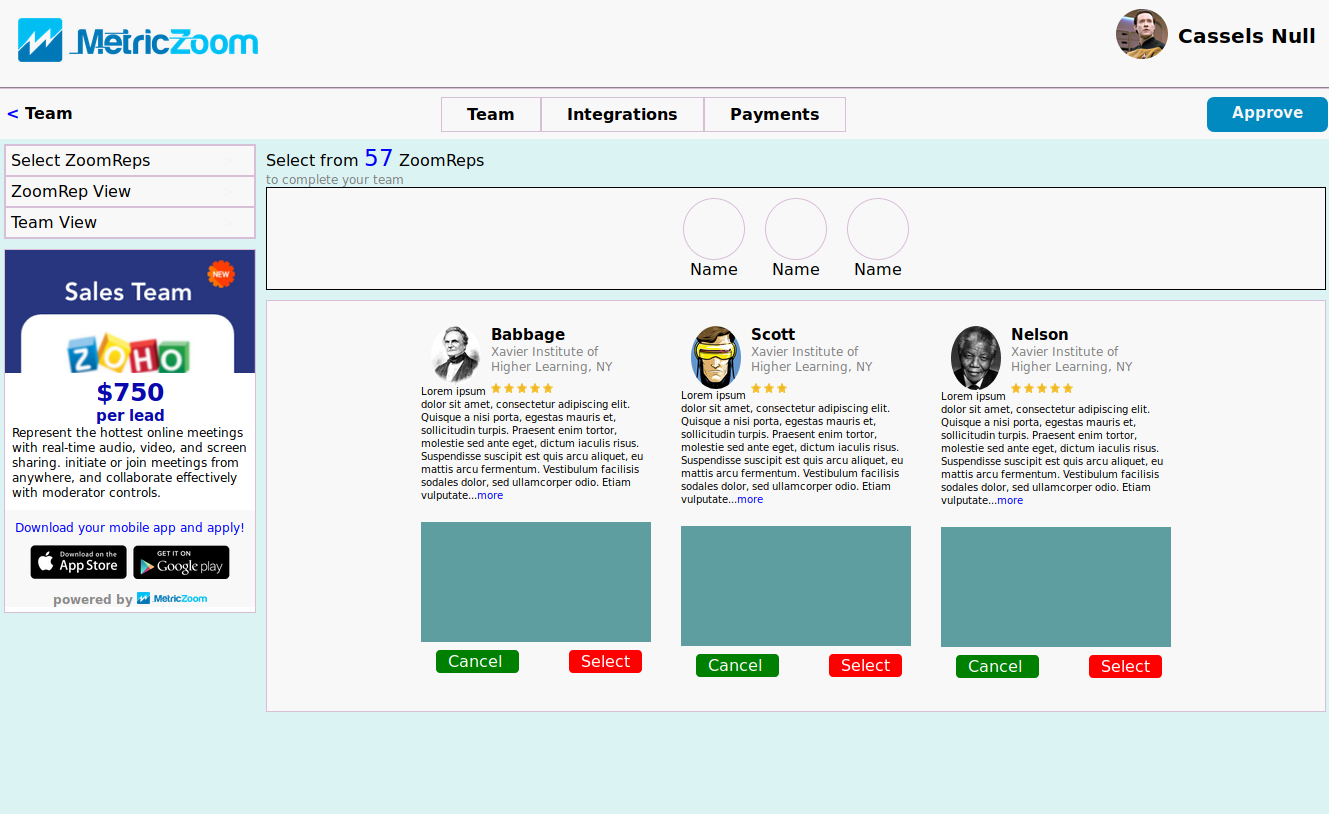 MetricZoom
Cassels Null
< Team
Team
Integrations
Payments
Approve
Select ZoomReps
ZoomRep View
Team View
Sales Team
NEW
ZOHO
$750
per lead
Represent the hottest online meetings
with real-time audio, video, and screen
sharing. initiate or join meetings from
anywhere, and collaborate effectively
with moderator controls.
Download your mobile app and apply!
Download on the
App Store
GET IT ON
Google play
powered by MetricZoom
Select from 57 ZoomReps
to complete your team
Name
Name
Name
Babbage
Xavier Institute of
Higher Learning, NY
Lorem ipsum
dolor sit amet, consectetur adipiscing elit.
Quisque a nisi porta, egestas mauris et,
sollicitudin turpis. Praesent enim tortor,
molestie sed ante eget, dictum iaculis risus.
Suspendisse suscipit est quis arcu aliquet, eu
mattis arcu fermentum. Vestibulum facilisis
sodales dolor, sed ullamcorper odio. Etiam
vulputate...more
Cancel
Select
Scott
Xavier Institute of
Higher Learning, NY
Lorem ipsum
dolor sit amet, consectetur adipiscing elit.
Quisque a nisi porta, egestas mauris et,
sollicitudin turpis. Praesent enim tortor,
molestie sed ante eget, dictum iaculis risus.
Suspendisse suscipit est quis arcu aliquet, eu
mattis arcu fermentum. Vestibulum facilisis
sodales dolor, sed ullamcorper odio. Etiam
vulputate...more
Cancel
Select
Nelson
Xavier Institute of
Higher Learning, NY
Lorem ipsum
dolor sit amet, consectetur adipiscing elit.
Quisque a nisi porta, egestas mauris et,
sollicitudin turpis. Praesent enim tortor,
molestie sed ante eget, dictum iaculis risus.
Suspendisse suscipit est quis arcu aliquet, eu
mattis arcu fermentum. Vestibulum facilisis
sodales dolor, sed ullamcorper odio. Etiam
vulputate...more
Cancel
Select